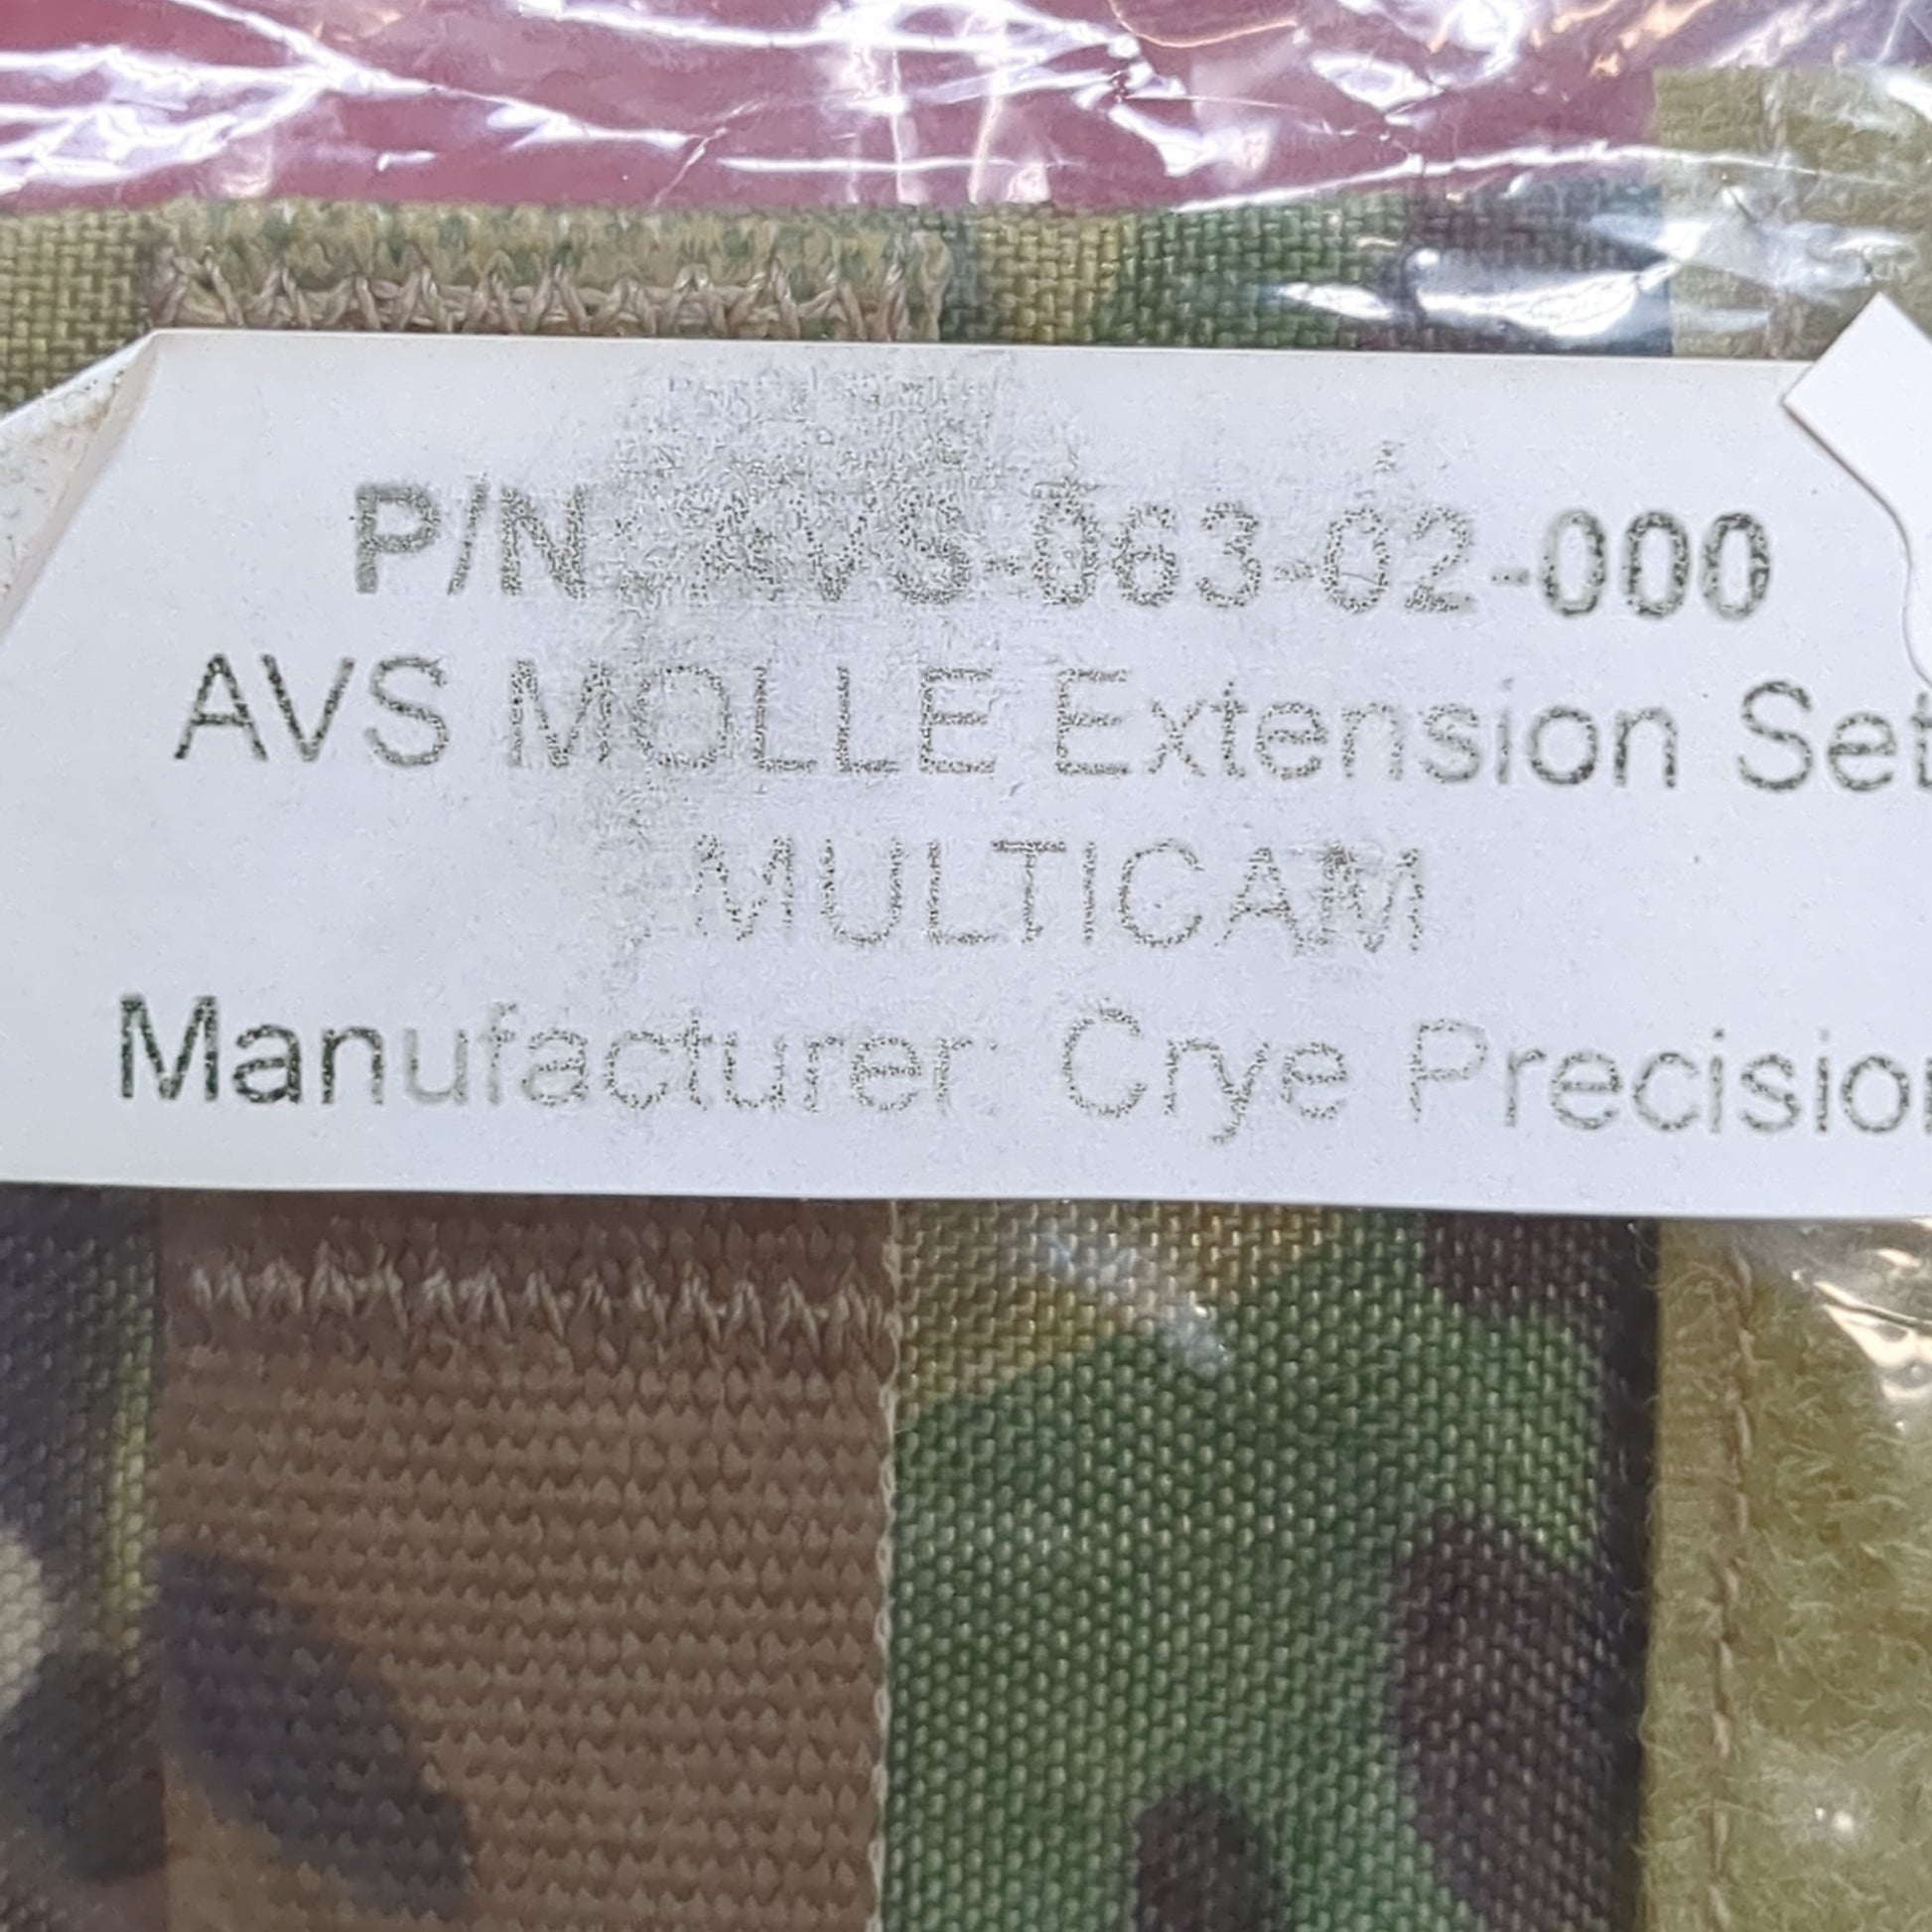 P/N: AVS-063-02-000
AVS MOLLE Extension Set
MULTICAM
Manufacturer: Crye Precision